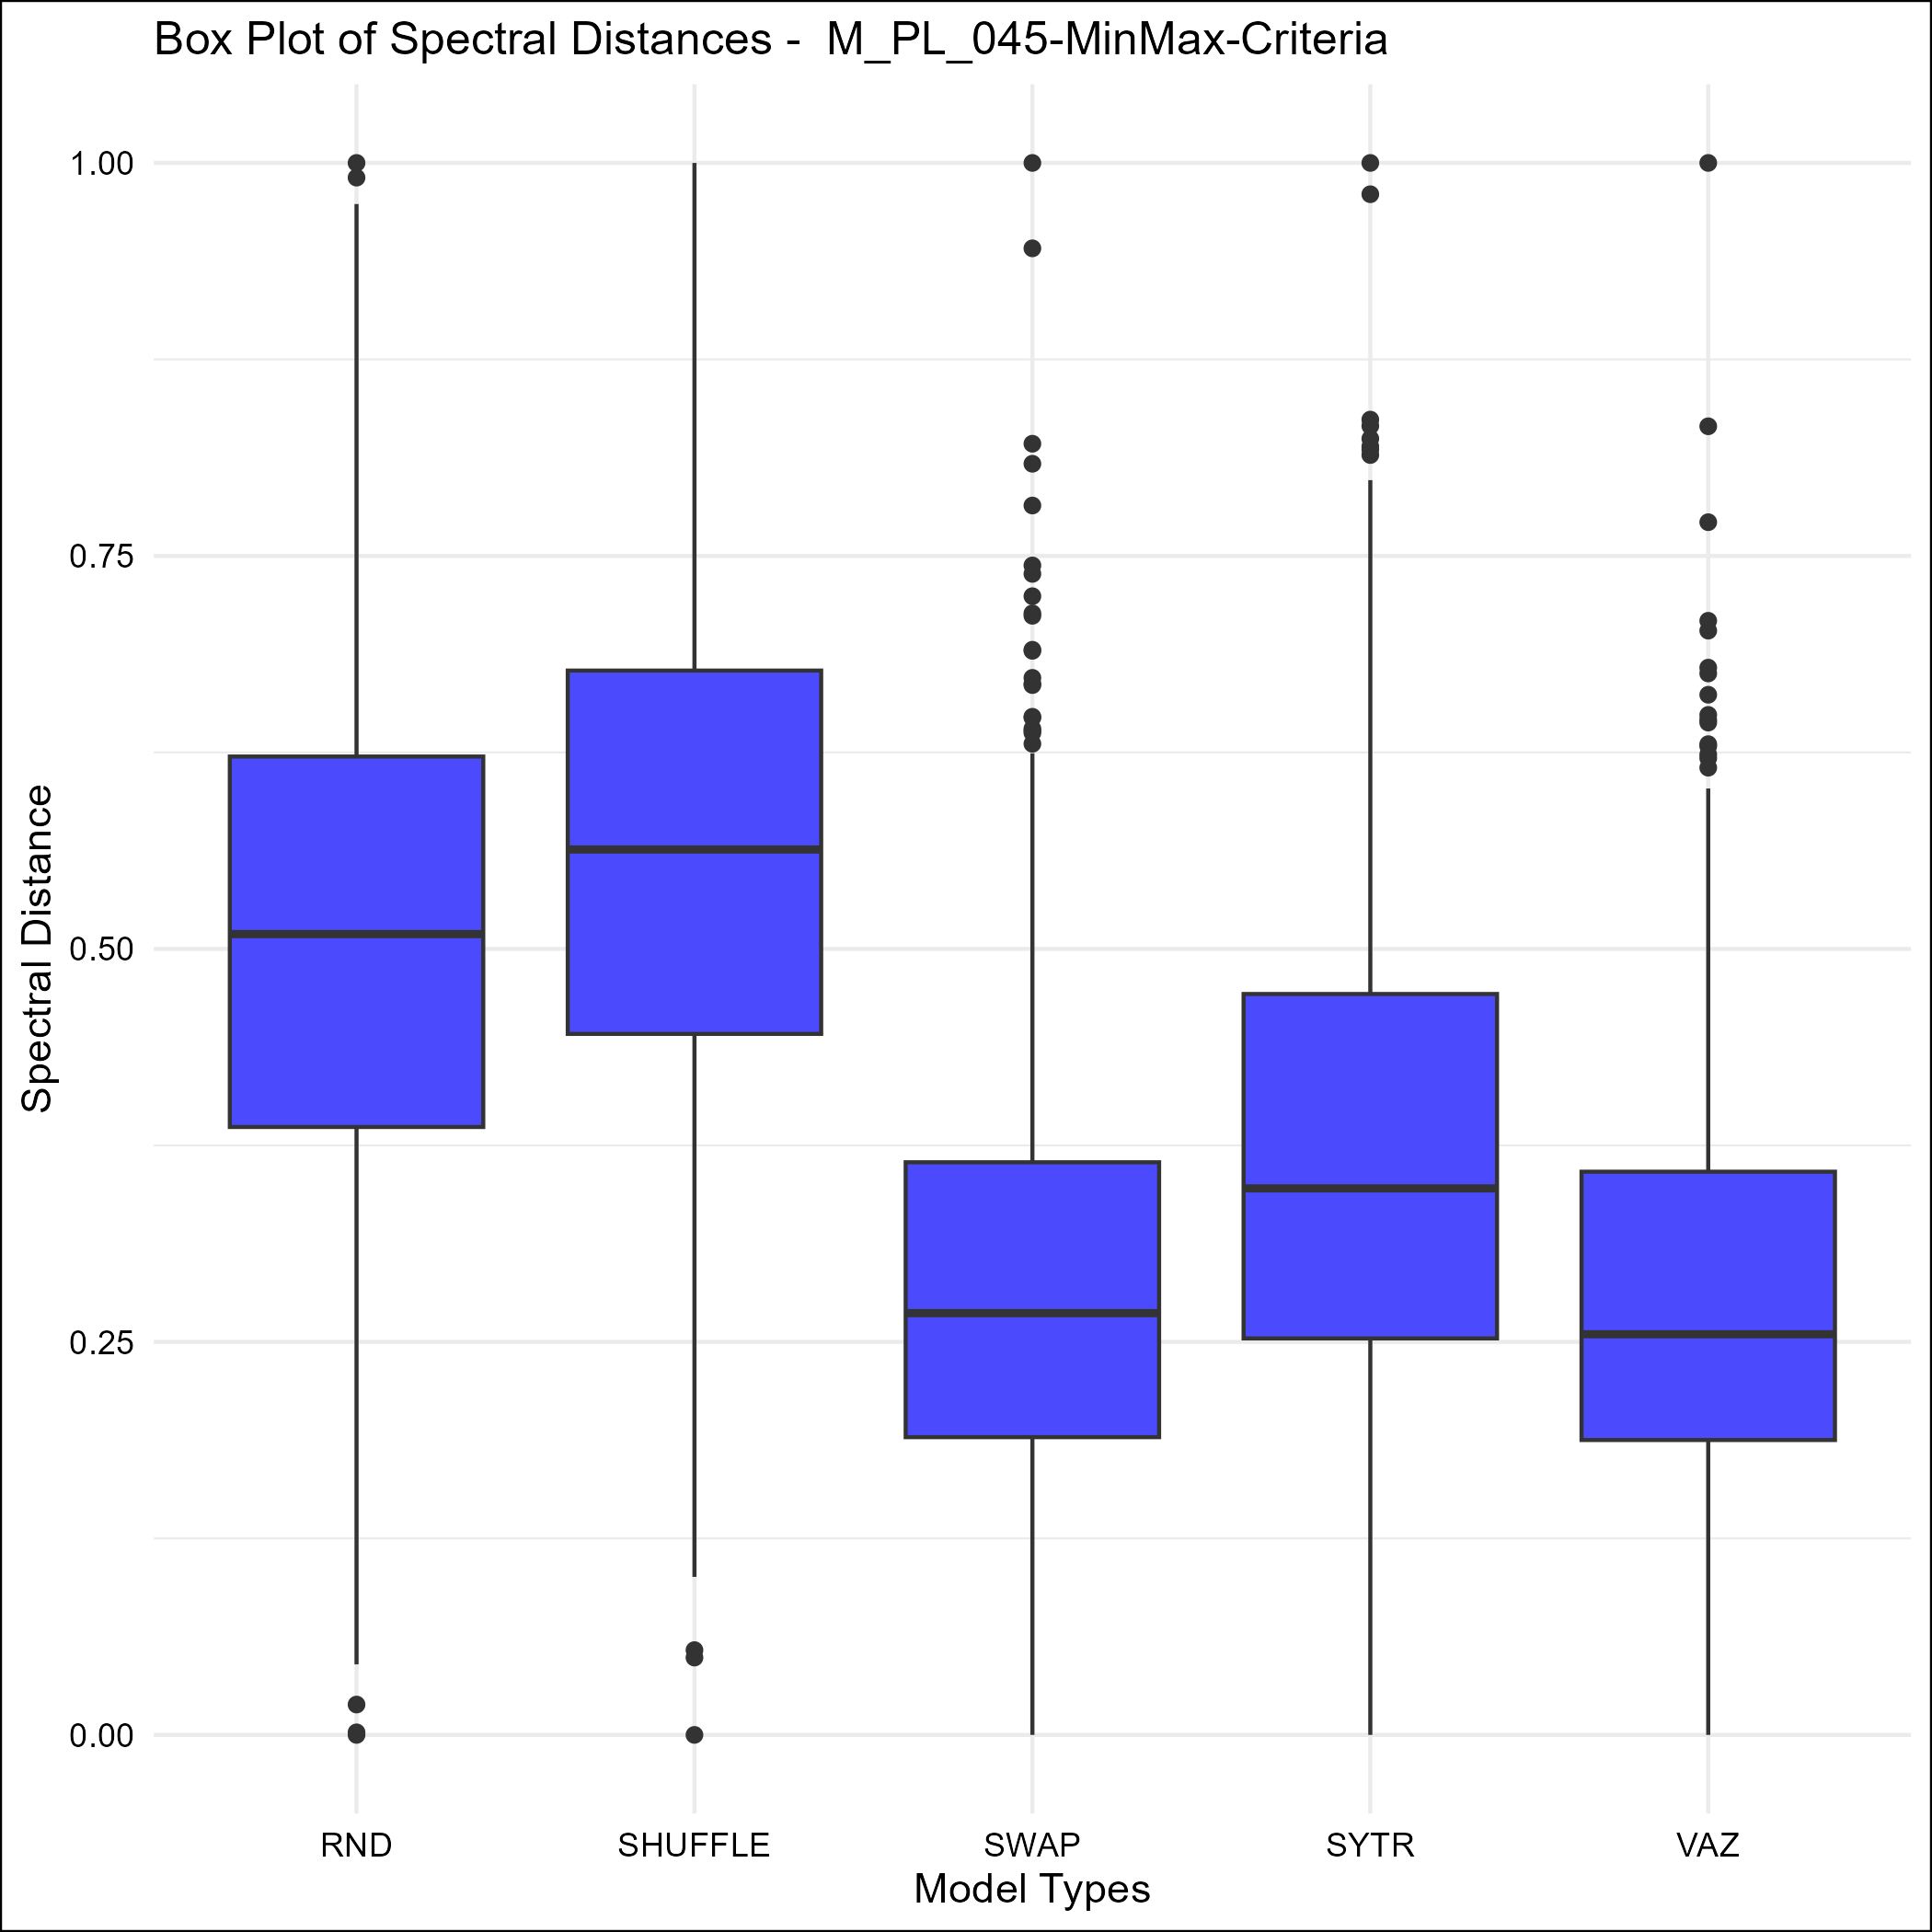 Box Plot of Spectral Distances -  M_PL_045-MinMax-Criteria
Spectral Distance
1.00
0.75
0.50
0.25
0.00
RND SHUFFLE SWAP SYTR VAZ
Model Types